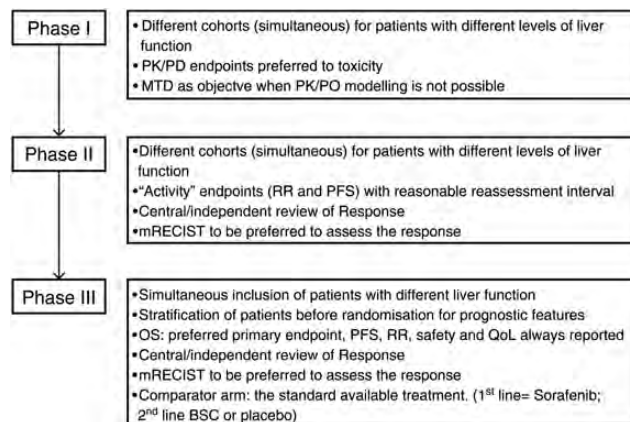 Phase I
• Different cohorts (simultaneous) for patients with different levels of liver
function
• PK/PD endpoints preferred to toxicity
• MTD as objectve when PK/PO modelling is not possible
Phase II
•Different cohorts (simultaneous) for patients with different levels of liver
function
•“Activity” endpoints (RR and PFS) with reasonable reassessment interval
•Central/independent review of Response
•mRECIST to be preferred to assess the response
Phase III
•Simultaneous inclusion of patients with different liver function
•Stratification of patients before randomisation for prognostic features
•OS: preferred primary endpoint, PFS, RR, safety and QoL always reported
•Central/independent review of Response
•mRECIST to be preferred to assess the response
•Comparator arm: the standard available treatment. (1st line= Sorafenib;
2nd line BSC or placebo)